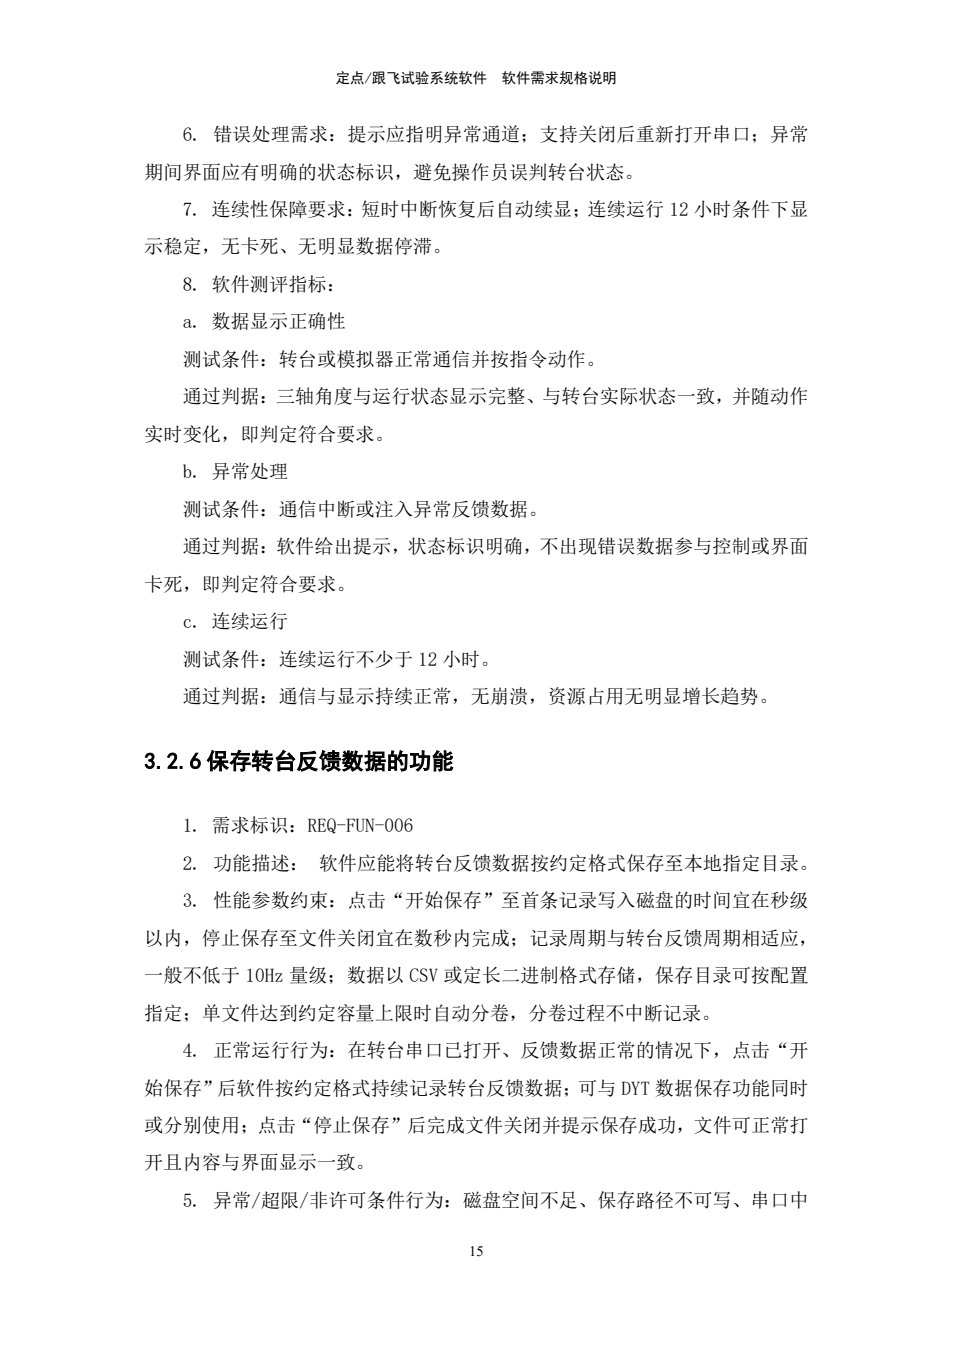 定点/跟飞试验系统软件　软件需求规格说明
6. 错误处理需求：提示应指明异常通道；支持关闭后重新打开串口；异常
期间界面应有明确的状态标识，避免操作员误判转台状态。
7. 连续性保障要求：短时中断恢复后自动续显；连续运行 12 小时条件下显
示稳定，无卡死、无明显数据停滞。
8. 软件测评指标：
a. 数据显示正确性
测试条件：转台或模拟器正常通信并按指令动作。
通过判据：三轴角度与运行状态显示完整、与转台实际状态一致，并随动作
实时变化，即判定符合要求。
b. 异常处理
测试条件：通信中断或注入异常反馈数据。
通过判据：软件给出提示，状态标识明确，不出现错误数据参与控制或界面
卡死，即判定符合要求。
c. 连续运行
测试条件：连续运行不少于 12 小时。
通过判据：通信与显示持续正常，无崩溃，资源占用无明显增长趋势。
3.2.6 保存转台反馈数据的功能
1. 需求标识：REQ-FUN-006
2. 功能描述： 软件应能将转台反馈数据按约定格式保存至本地指定目录。
3. 性能参数约束：点击“开始保存”至首条记录写入磁盘的时间宜在秒级
以内，停止保存至文件关闭宜在数秒内完成；记录周期与转台反馈周期相适应，
一般不低于 10Hz 量级；数据以 CSV 或定长二进制格式存储，保存目录可按配置
指定；单文件达到约定容量上限时自动分卷，分卷过程不中断记录。
4. 正常运行行为：在转台串口已打开、反馈数据正常的情况下，点击“开
始保存”后软件按约定格式持续记录转台反馈数据；可与 DYT 数据保存功能同时
或分别使用；点击“停止保存”后完成文件关闭并提示保存成功，文件可正常打
开且内容与界面显示一致。
5. 异常/超限/非许可条件行为：磁盘空间不足、保存路径不可写、串口中
15